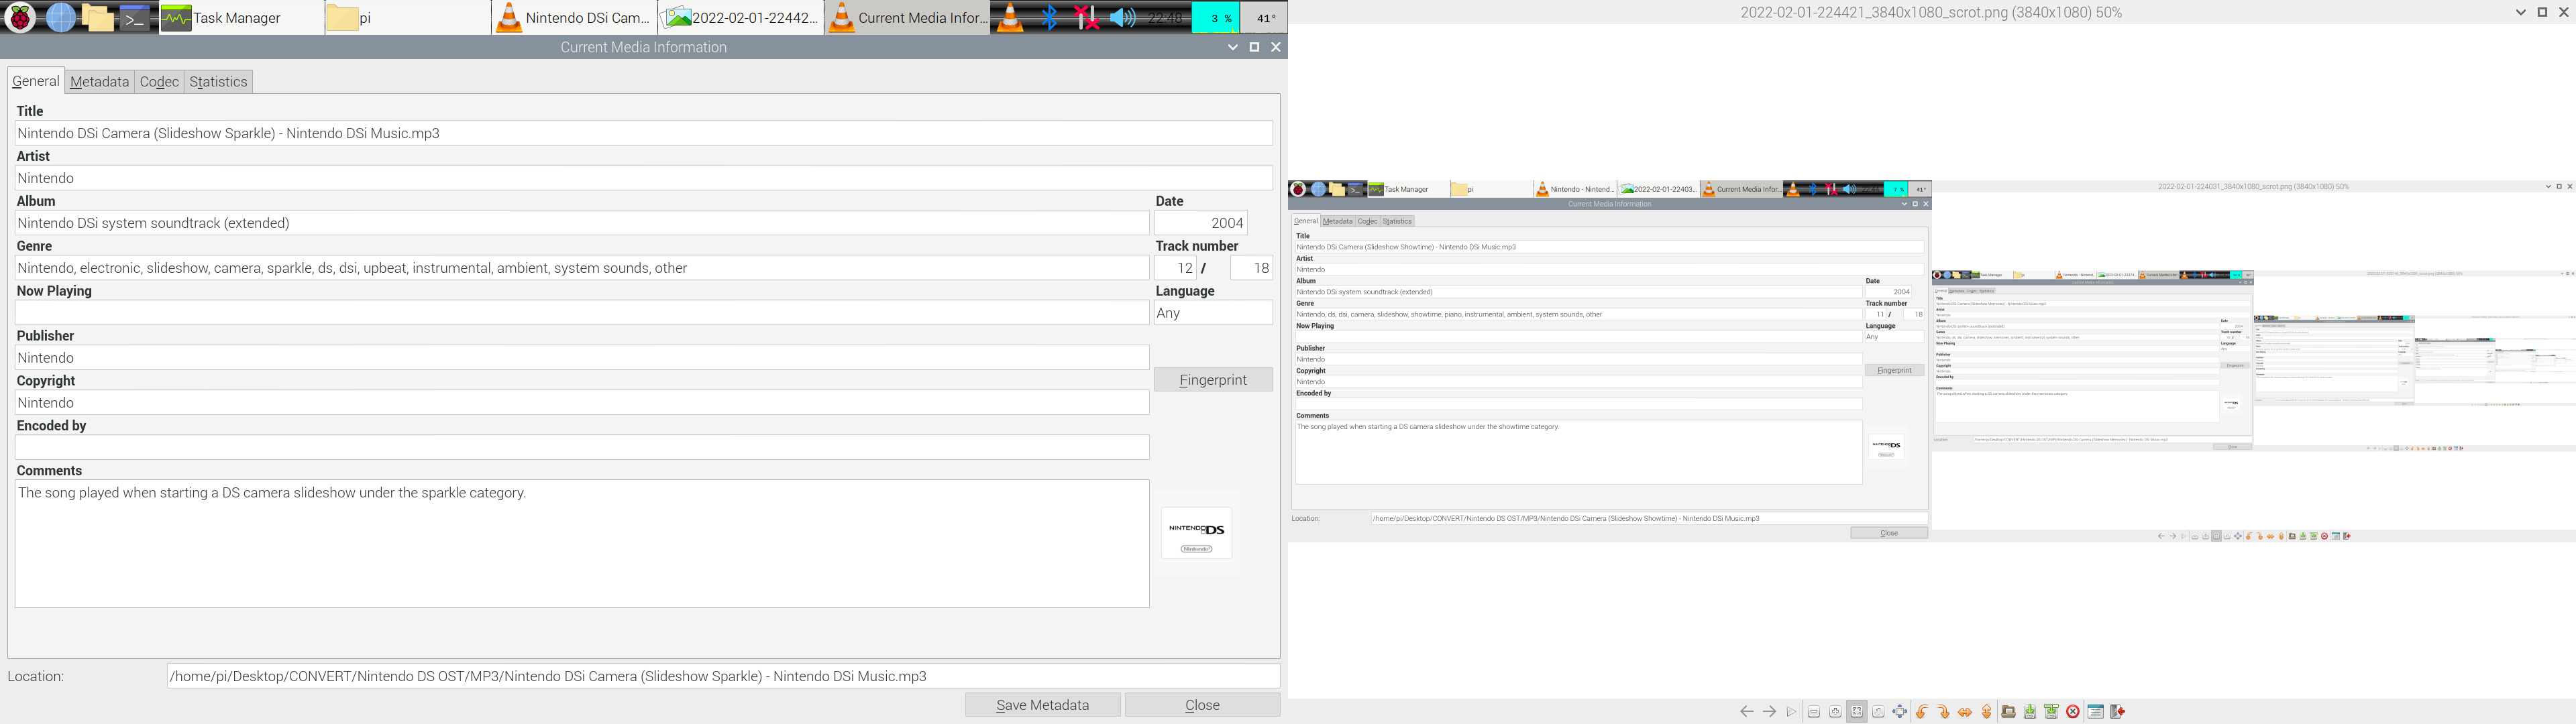 Task Manager
pi
Nintendo DSi Cam...
2022-02-01-22442...
Current Media Infor...
22:48
3 %
41°
Current Media Information
General Metadata Codec Statistics
Title
Nintendo DSi Camera (Slideshow Sparkle) - Nintendo DSi Music.mp3
Artist
Nintendo
Album Date
Nintendo DSi system soundtrack (extended) 2004
Genre Track number
Nintendo, electronic, slideshow, camera, sparkle, ds, dsi, upbeat, instrumental, ambient, system sounds, other 12 / 18
Now Playing Language
Any
Publisher
Nintendo
Copyright Fingerprint
Nintendo
Encoded by
Comments
The song played when starting a DS camera slideshow under the sparkle category.
NINTENDO DS
Nintendo
Location: /home/pi/Desktop/CONVERT/Nintendo DS OST/MP3/Nintendo DSi Camera (Slideshow Sparkle) - Nintendo DSi Music.mp3
Save Metadata Close
2022-02-01-224421_3840x1080_scrot.png (3840x1080) 50%
Task Manager
pi
Nintendo - Nintend...
2022-02-01-22403...
Current Media Infor...
7 %
41°
2022-02-01-224031_3840x1080_scrot.png (3840x1080) 50%
Current Media Information
General Metadata Codec Statistics
Title
Nintendo DSi Camera (Slideshow Showtime) - Nintendo DSi Music.mp3
Artist
Nintendo
Album Date
Nintendo DSi system soundtrack (extended) 2004
Genre Track number
Nintendo, ds, dsi, camera, slideshow, showtime, piano, instrumental, ambient, system sounds, other 11 / 18
Now Playing Language
Any
Publisher
Nintendo
Copyright Fingerprint
Nintendo
Encoded by
Comments
The song played when starting a DS camera slideshow under the showtime category.
NINTENDO DS
Nintendo
Location: /home/pi/Desktop/CONVERT/Nintendo DS OST/MP3/Nintendo DSi Camera (Slideshow Showtime) - Nintendo DSi Music.mp3
Close